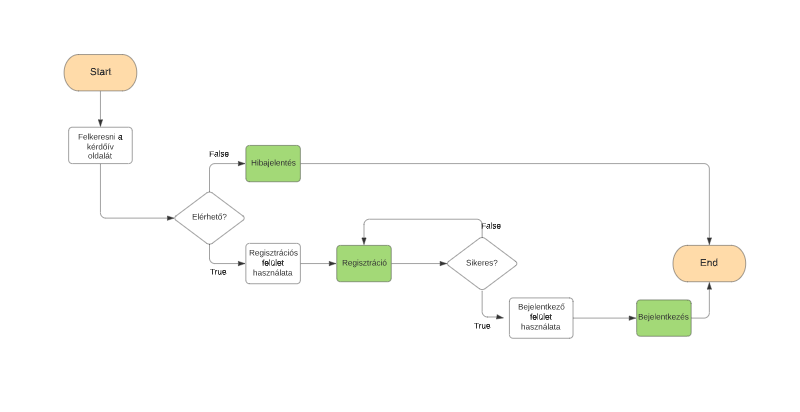 Start
Felkeresni a
kérdőív
oldalát
False
Hibajelentés
Elérhető?
True
Regisztrációs
felület
használata
Regisztráció
False
Sikeres?
True
Bejelentkező
felület
használata
Bejelentkezés
End